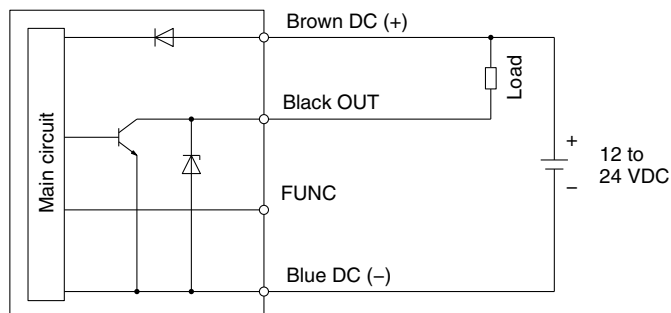 Brown DC (+)
Main circuit
Black OUT
Load
FUNC
+
12 to
24 VDC
−
Blue DC (−)